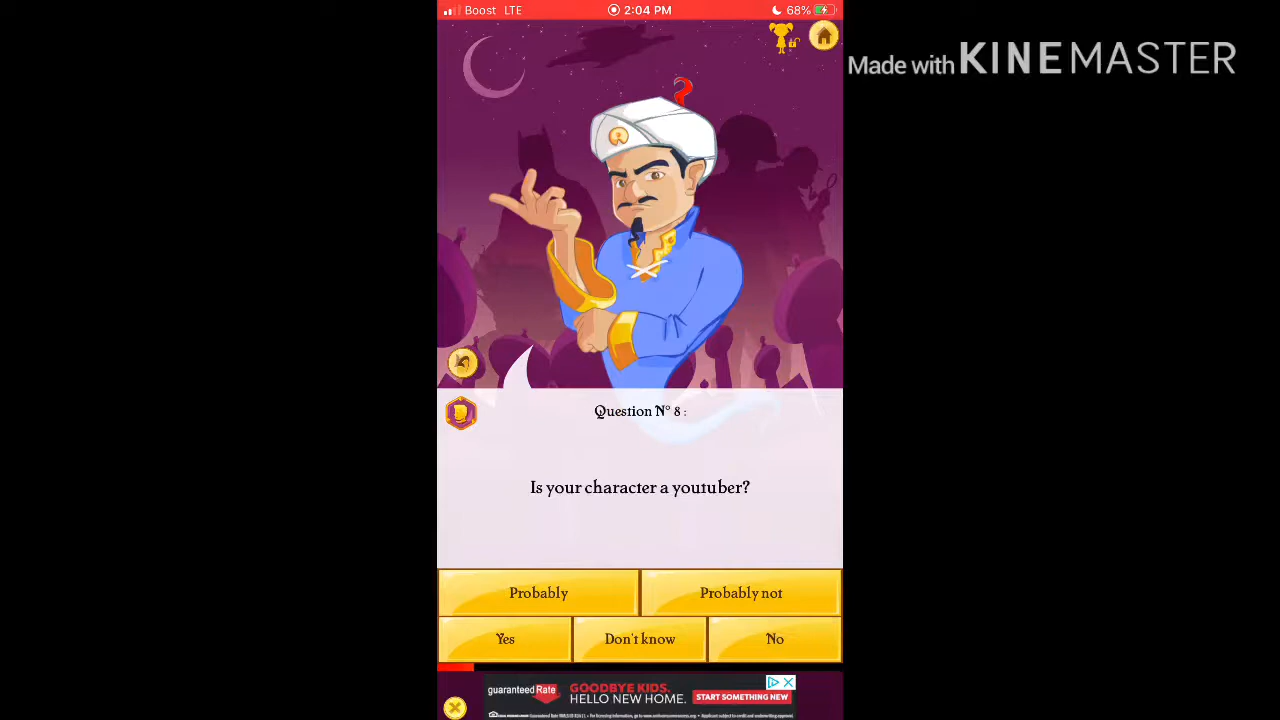 Boost LTE 2:04 PM 68%
Made with KINEMASTER
?
Question N° 8 :
Is your character a youtuber?
Probably Probably not
Yes Don't know No
guaranteed Rate
GOODBYE KIDS.
HELLO NEW HOME.
START SOMETHING NEW